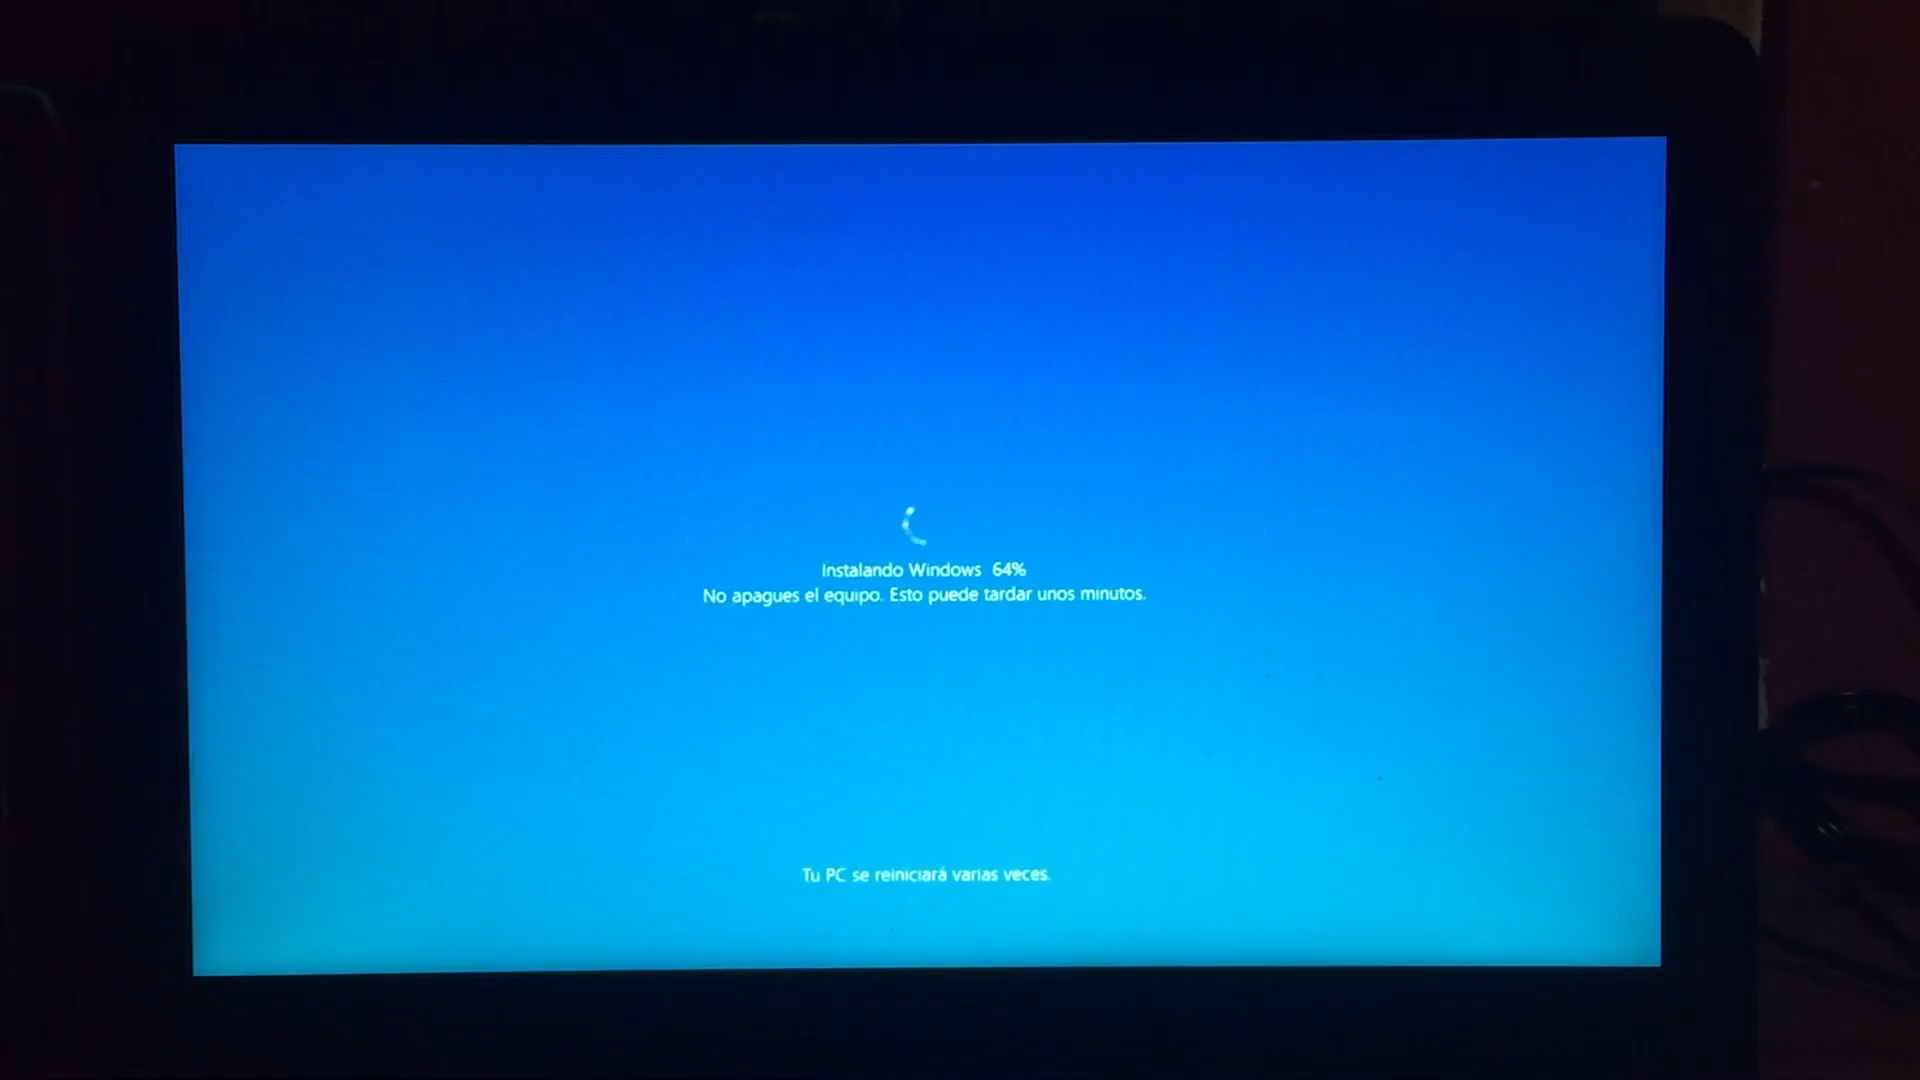 Instalando Windows 64%
No apagues el equipo. Esto puede tardar unos minutos.
Tu PC se reiniciará varias veces.